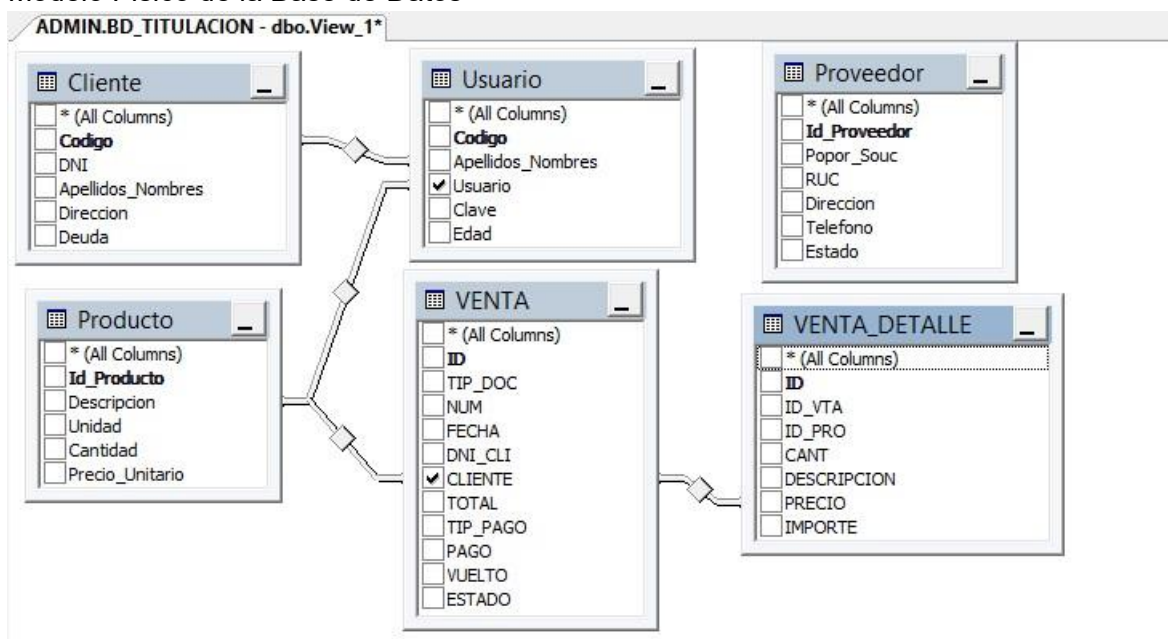 Modelo Físico de la Base de Datos
ADMIN.BD_TITULACION - dbo.View_1*
Cliente
* (All Columns)
Codigo
DNI
Apellidos_Nombres
Direccion
Deuda
Usuario
* (All Columns)
Codigo
Apellidos_Nombres
Usuario
Clave
Edad
Proveedor
* (All Columns)
Id_Proveedor
Popor_Souc
RUC
Direccion
Telefono
Estado
Producto
* (All Columns)
Id_Producto
Descripcion
Unidad
Cantidad
Precio_Unitario
VENTA
* (All Columns)
ID
TIP_DOC
NUM
FECHA
DNI_CLI
CLIENTE
TOTAL
TIP_PAGO
PAGO
VUELTO
ESTADO
VENTA_DETALLE
* (All Columns)
ID
ID_VTA
ID_PRO
CANT
DESCRIPCION
PRECIO
IMPORTE